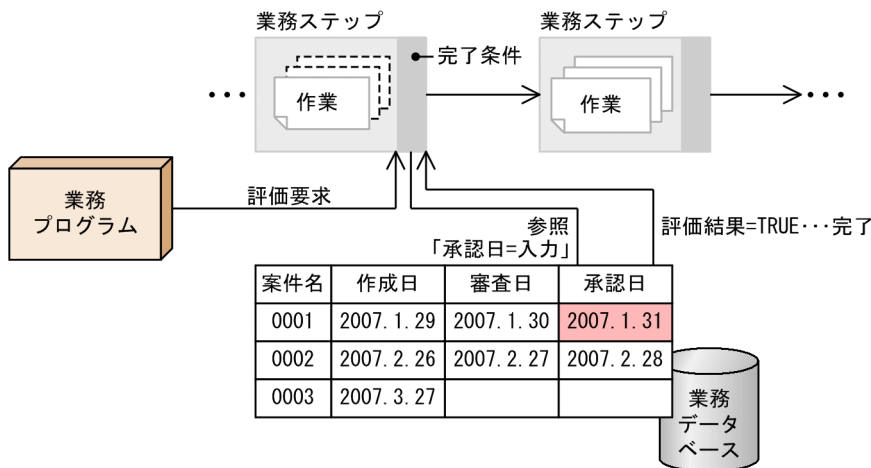 業務ステップ
業務ステップ
完了条件
・・・
作業
作業
・・・
業務
プログラム
評価要求
参照
「承認日=入力」
評価結果=TRUE・・・完了
案件名 作成日 審査日 承認日
0001 2007.1.29 2007.1.30 2007.1.31
0002 2007.2.26 2007.2.27 2007.2.28
0003 2007.3.27
業務
データ
ベース